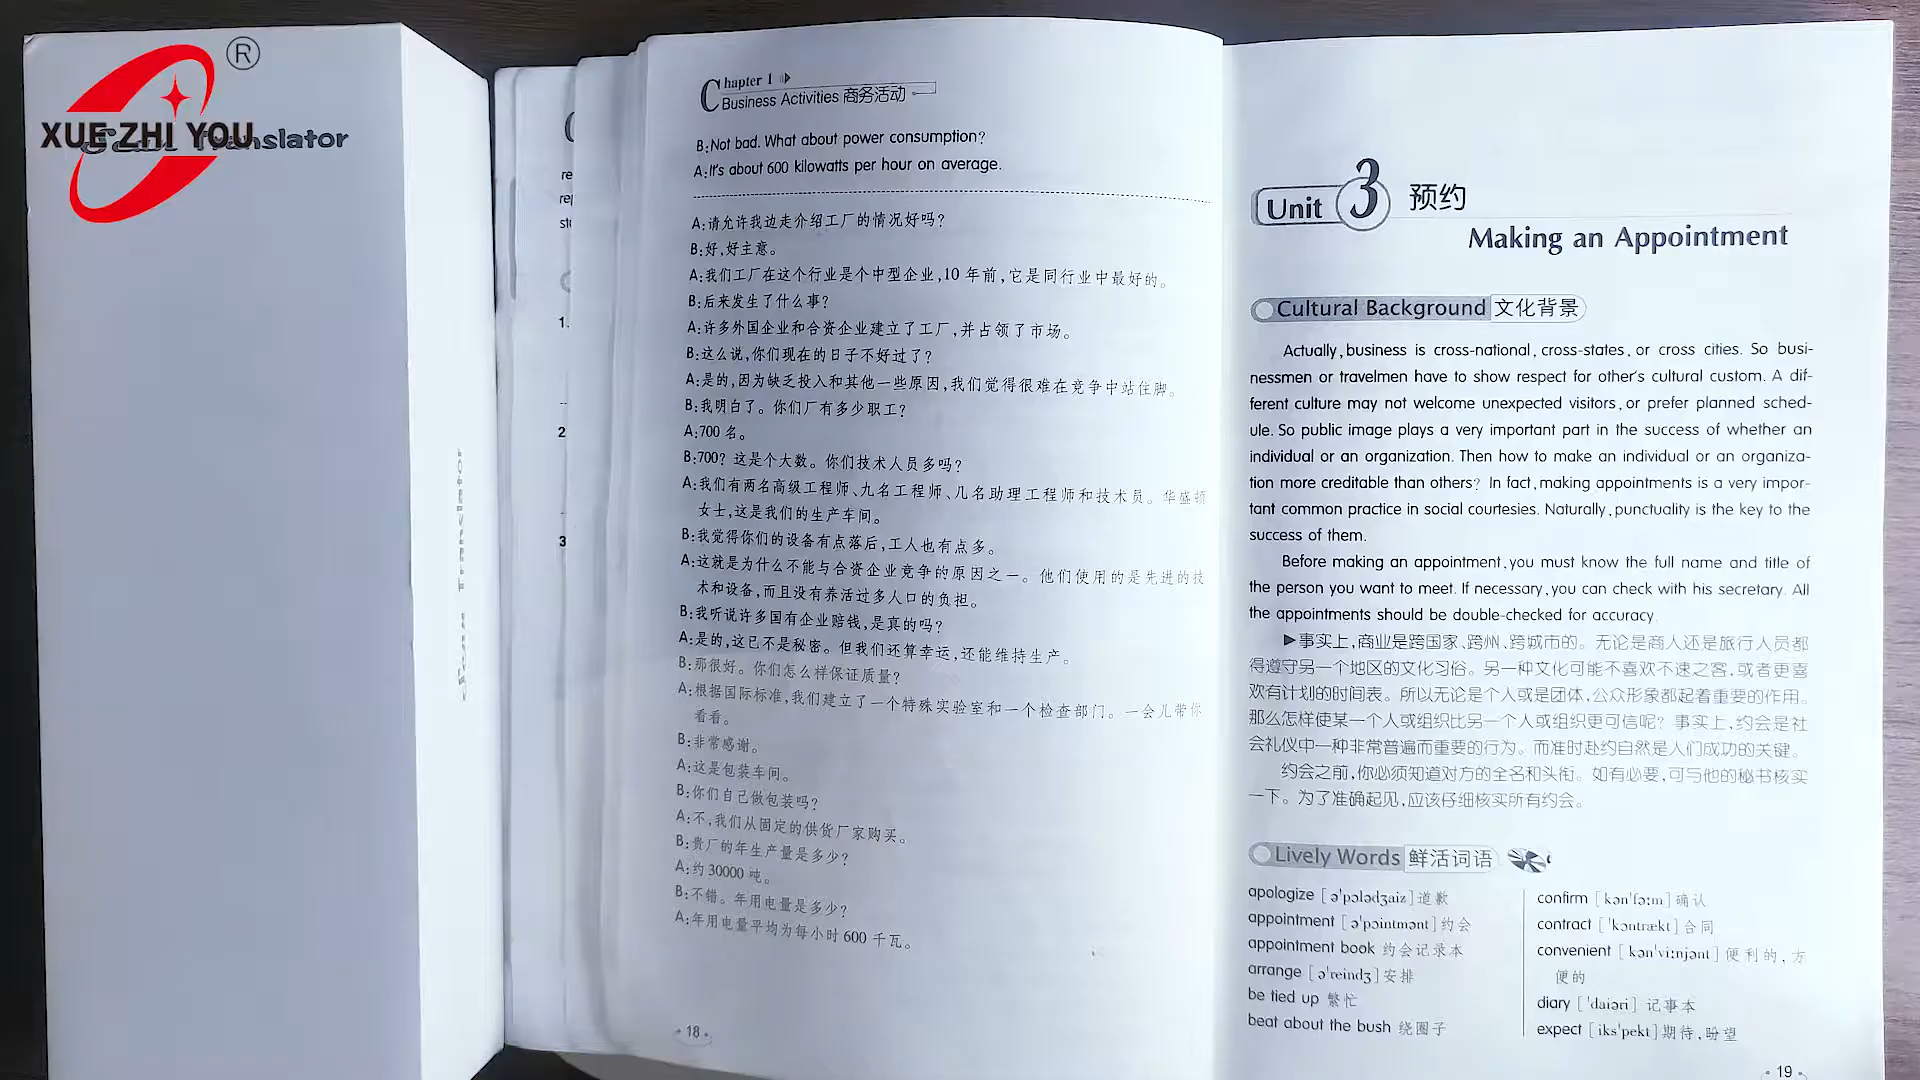 XUE ZHI YOU
®
Translator
re
1.
2
3
Chapter 1
Business Activities 商务活动
B:Not bad. What about power consumption?
A:It's about 600 kilowatts per hour on average.
A:请允许我边走介绍工厂的情况好吗?
B:好,好主意。
A:我们工厂在这个行业是个中型企业,10 年前,它是同行业中最好的。
B:后来发生了什么事?
A:许多外国企业和合资企业建立了工厂,并占领了市场。
B:这么说,你们现在的日子不好过了?
A:是的,因为缺乏投入和其他一些原因,我们觉得很难在竞争中站住脚。
B:我明白了。你们厂有多少职工?
A:700 名。
B:700? 这是个大数。你们技术人员多吗?
A:我们有两名高级工程师、九名工程师、几名助理工程师和技术员。华盛顿
女士,这是我们的生产车间。
B:我觉得你们的设备有点落后,工人也有点多。
A:这就是为什么不能与合资企业竞争的原因之一。他们使用的是先进的技
术和设备,而且没有养活过多人口的负担。
B:我听说许多国有企业赔钱,是真的吗?
A:是的,这已不是秘密。但我们还算幸运,还能维持生产。
B:那很好。你们怎么样保证质量?
A:根据国际标准,我们建立了一个特殊实验室和一个检查部门。一会儿带你
看看。
B:非常感谢。
A:这是包装车间。
B:你们自己做包装吗?
A:不,我们从固定的供货厂家购买。
B:贵厂的年生产量是多少?
A:约 30000 吨。
B:不错。年用电量是多少?
A:年用电量平均为每小时 600 千瓦。
18
Unit 3 预约
Making an Appointment
Cultural Background 文化背景
Actually,business is cross-national,cross-states,or cross cities. So busi-
nessmen or travelmen have to show respect for other's cultural custom. A dif-
ferent culture may not welcome unexpected visitors,or prefer planned sched-
ule. So public image plays a very important part in the success of whether an
individual or an organization. Then how to make an individual or an organiza-
tion more creditable than others? In fact,making appointments is a very impor-
tant common practice in social courtesies. Naturally,punctuality is the key to the
success of them.
Before making an appointment,you must know the full name and title of
the person you want to meet. If necessary,you can check with his secretary. All
the appointments should be double-checked for accuracy.
▶事实上,商业是跨国家、跨州、跨城市的。无论是商人还是旅行人员都
得遵守另一个地区的文化习俗。另一种文化可能不喜欢不速之客,或者更喜
欢有计划的时间表。所以无论是个人或是团体,公众形象都起着重要的作用。
那么怎样使某一个人或组织比另一个人或组织更可信呢? 事实上,约会是社
会礼仪中一种非常普遍而重要的行为。而准时赴约自然是人们成功的关键。
约会之前,你必须知道对方的全名和头衔。如有必要,可与他的秘书核实
一下。为了准确起见,应该仔细核实所有约会。
Lively Words 鲜活词语
apologize [ə'pɔlədʒaiz]道歉
appointment [ə'pɔintmənt]约会
appointment book 约会记录本
arrange [ə'reindʒ]安排
be tied up 繁忙
beat about the bush 绕圈子
confirm [kən'fə:m]确认
contract ['kɔntrækt]合同
convenient [kən'vi:njənt]便利的,方
便的
diary ['daiəri] 记事本
expect [iks'pekt]期待,盼望
19